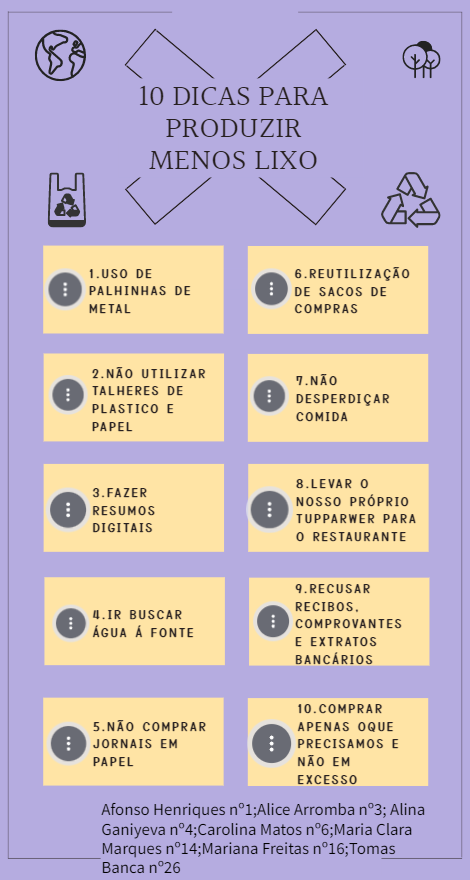 10 DICAS PARA
PRODUZIR
MENOS LIXO
1.USO DE
PALHINHAS DE
METAL
2.NÃO UTILIZAR
TALHERES DE
PLASTICO E
PAPEL
3.FAZER
RESUMOS
DIGITAIS
4.IR BUSCAR
ÁGUA Á FONTE
5.NÃO COMPRAR
JORNAIS EM
PAPEL
6.REUTILIZAÇÃO
DE SACOS DE
COMPRAS
7.NÃO
DESPERDIÇAR
COMIDA
8.LEVAR O
NOSSO PRÓPRIO
TUPPARWER PARA
O RESTAURANTE
9.RECUSAR
RECIBOS,
COMPROVANTES
E EXTRATOS
BANCÁRIOS
10.COMPRAR
APENAS OQUE
PRECISAMOS E
NÃO EM
EXCESSO
Afonso Henriques nº1;Alice Arromba nº3; Alina
Ganiyeva nº4;Carolina Matos nº6;Maria Clara
Marques nº14;Mariana Freitas nº16;Tomas
Banca nº26